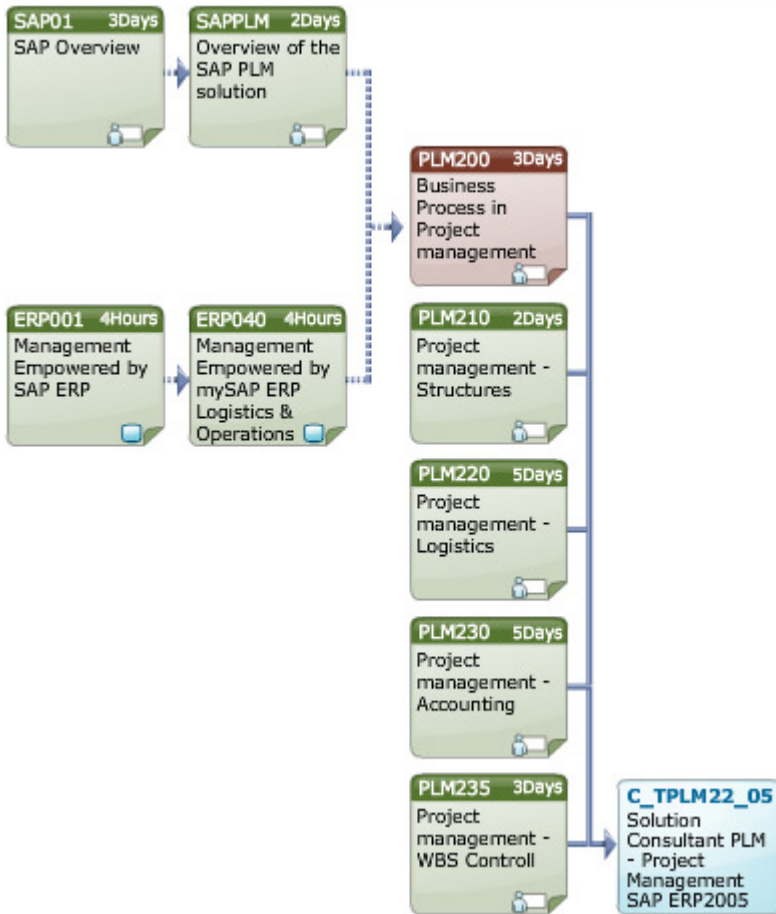 SAP01 3Days
SAP Overview
SAPPLM 2Days
Overview of the
SAP PLM
solution
PLM200 3Days
Business
Process in
Project
management
ERP001 4Hours
Management
Empowered by
SAP ERP
ERP040 4Hours
Management
Empowered by
mySAP ERP
Logistics &
Operations
PLM210 2Days
Project
management -
Structures
PLM220 5Days
Project
management -
Logistics
PLM230 5Days
Project
management -
Accounting
PLM235 3Days
Project
management -
WBS Controll
C_TPLM22_05
Solution
Consultant PLM
- Project
Management
SAP ERP2005